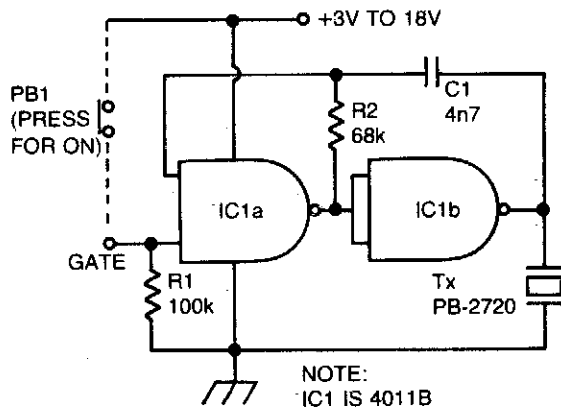 +3V TO 18V
PB1
(PRESS
FOR ON)
C1
4n7
R2
68k
IC1a
IC1b
GATE
R1
100k
Tx
PB-2720
NOTE:
IC1 IS 4011B